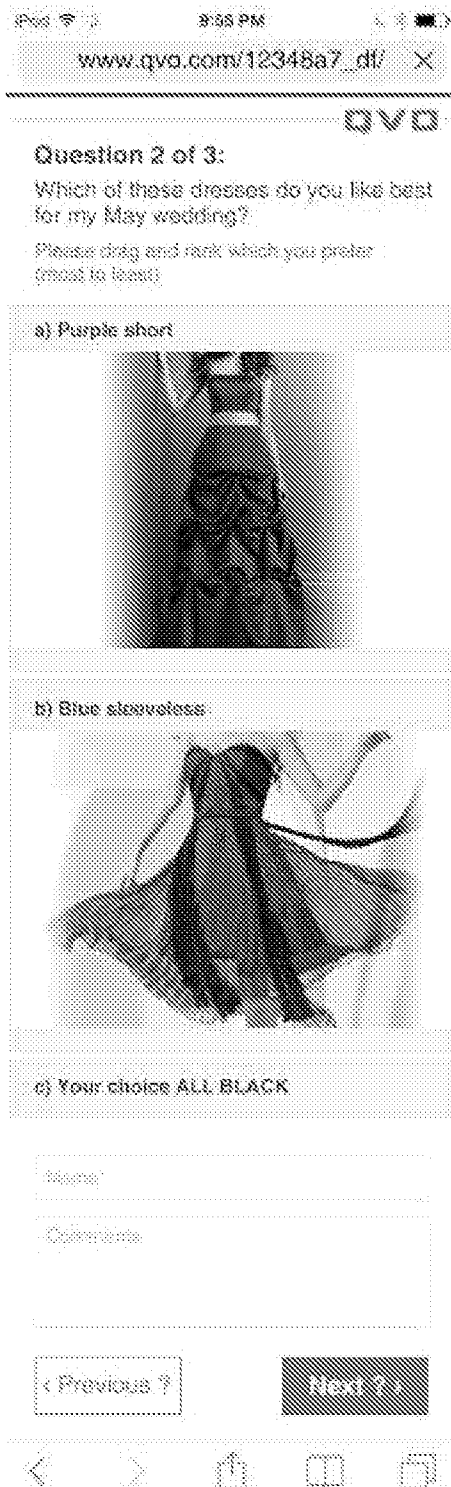 iPod 9:55 PM
www.qvo.com/12348a7_df/
QVO
Question 2 of 3:
Which of these dresses do you like best
for my May wedding?
Please drag and rank which you prefer
(most to least)
a) Purple short
b) Blue sleeveless
c) Your choice ALL BLACK
Name
Comments
‹ Previous ?
Next ? ›